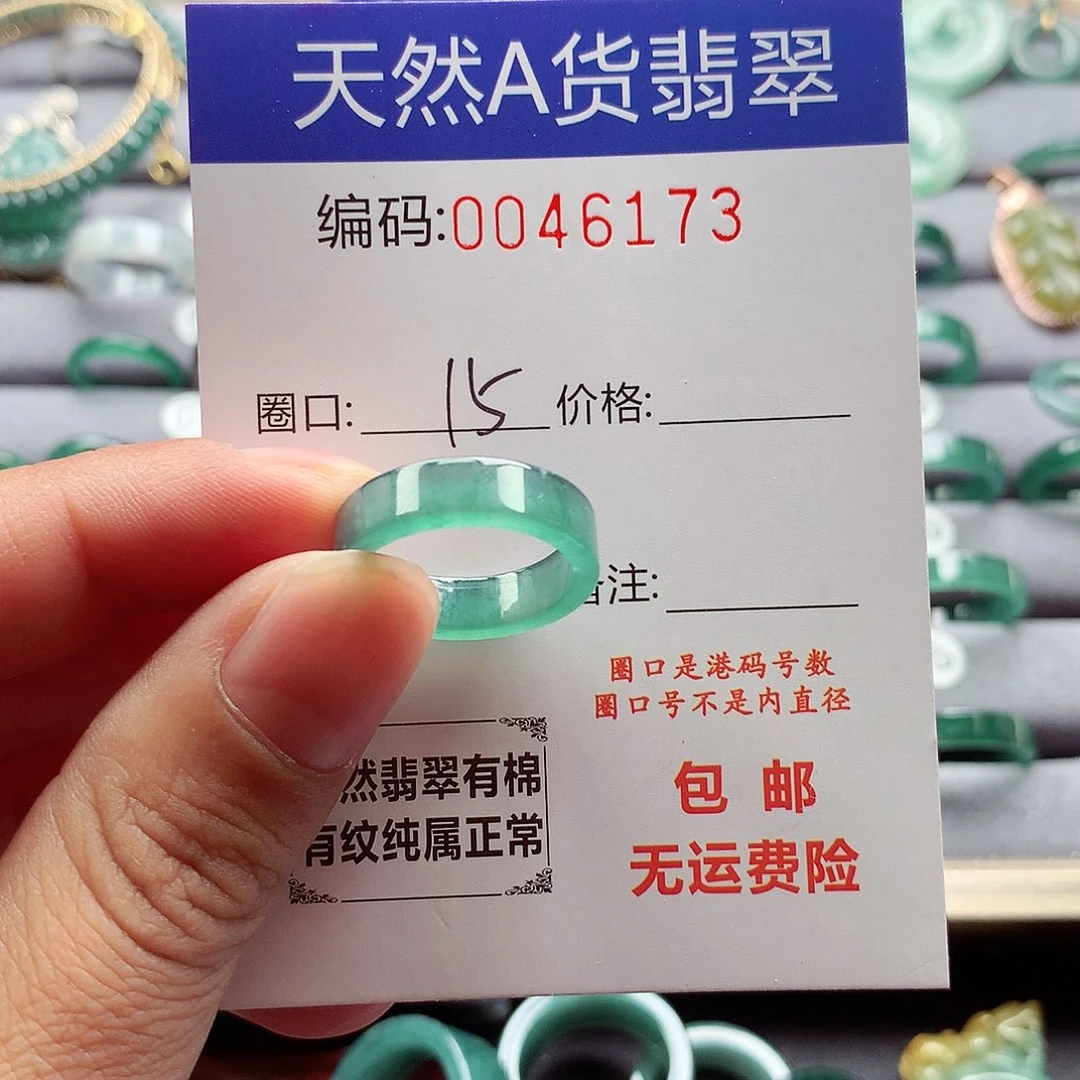 天然A货翡翠
编码:0046173
圈口: 15 价格:
注:
圈口是港码号数
圈口号不是内直径
然翡翠有棉
有纹纯属正常
包 邮
无运费险